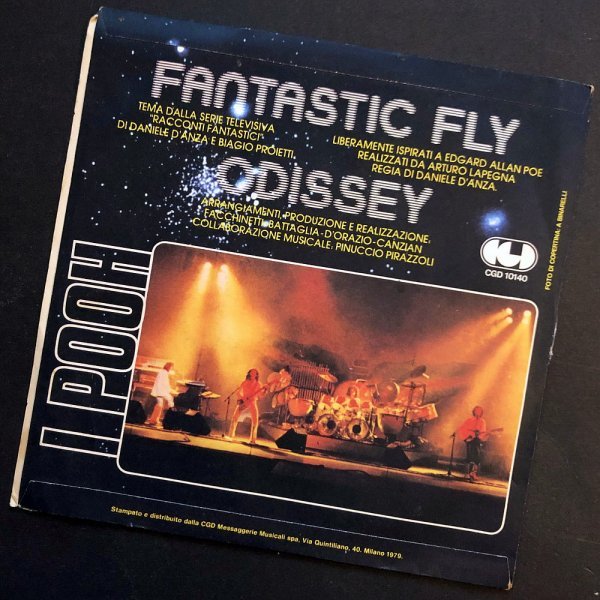 FANTASTIC FLY
TEMA DALLA SERIE TELEVISIVA
"RACCONTI FANTASTICI"
DI DANIELE D'ANZA E BIAGIO PROIETTI.
LIBERAMENTE ISPIRATI A EDGARD ALLAN POE
REALIZZATI DA ARTURO LAPEGNA
REGIA DI DANIELE D'ANZA.
ODISSEY
ARRANGIAMENTI, PRODUZIONE E REALIZZAZIONE:
FACCHINETTI-BATTAGLIA-D'ORAZIO-CANZIAN
COLLABORAZIONE MUSICALE: PINUCCIO PIRAZZOLI
CGD 10140
FOTO DI COPERTINA: A BINARELLI
I POOH
Stampato e distribuito dalla CGD Messaggerie Musicali spa. Via Quintiliano, 40. Milano 1979.